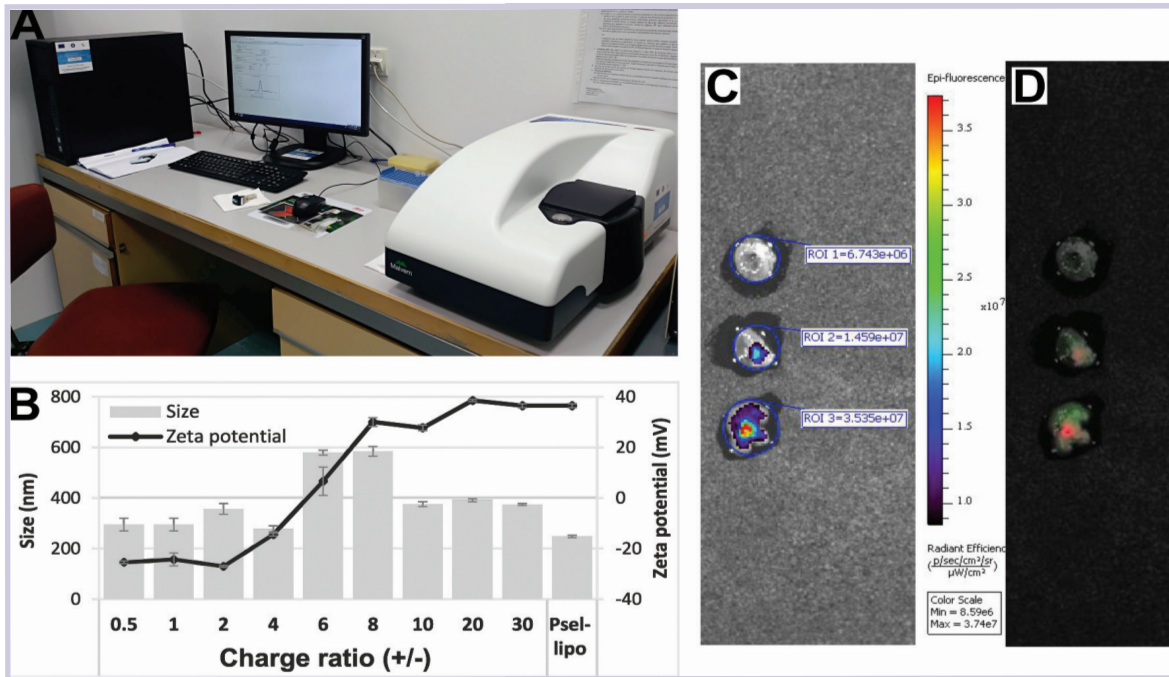 A
Malvern
B
800
600
400
200
0
Size (nm)
Size
Zeta potential
40
20
0
-20
-40
Zeta potential (mV)
0.5 1 2 4 6 8 10 20 30 Psel-
lipo
Charge ratio (+/-)
C
ROI 1=6.743e+06
ROI 2=1.459e+07
ROI 3=3.535e+07
Epi-fluorescence
3.5
3.0
2.5
x10⁷
2.0
1.5
1.0
Radiant Efficienc
(p/sec/cm²/sr
µW/cm²)
Color Scale
Min = 8.59e6
Max = 3.74e7
D